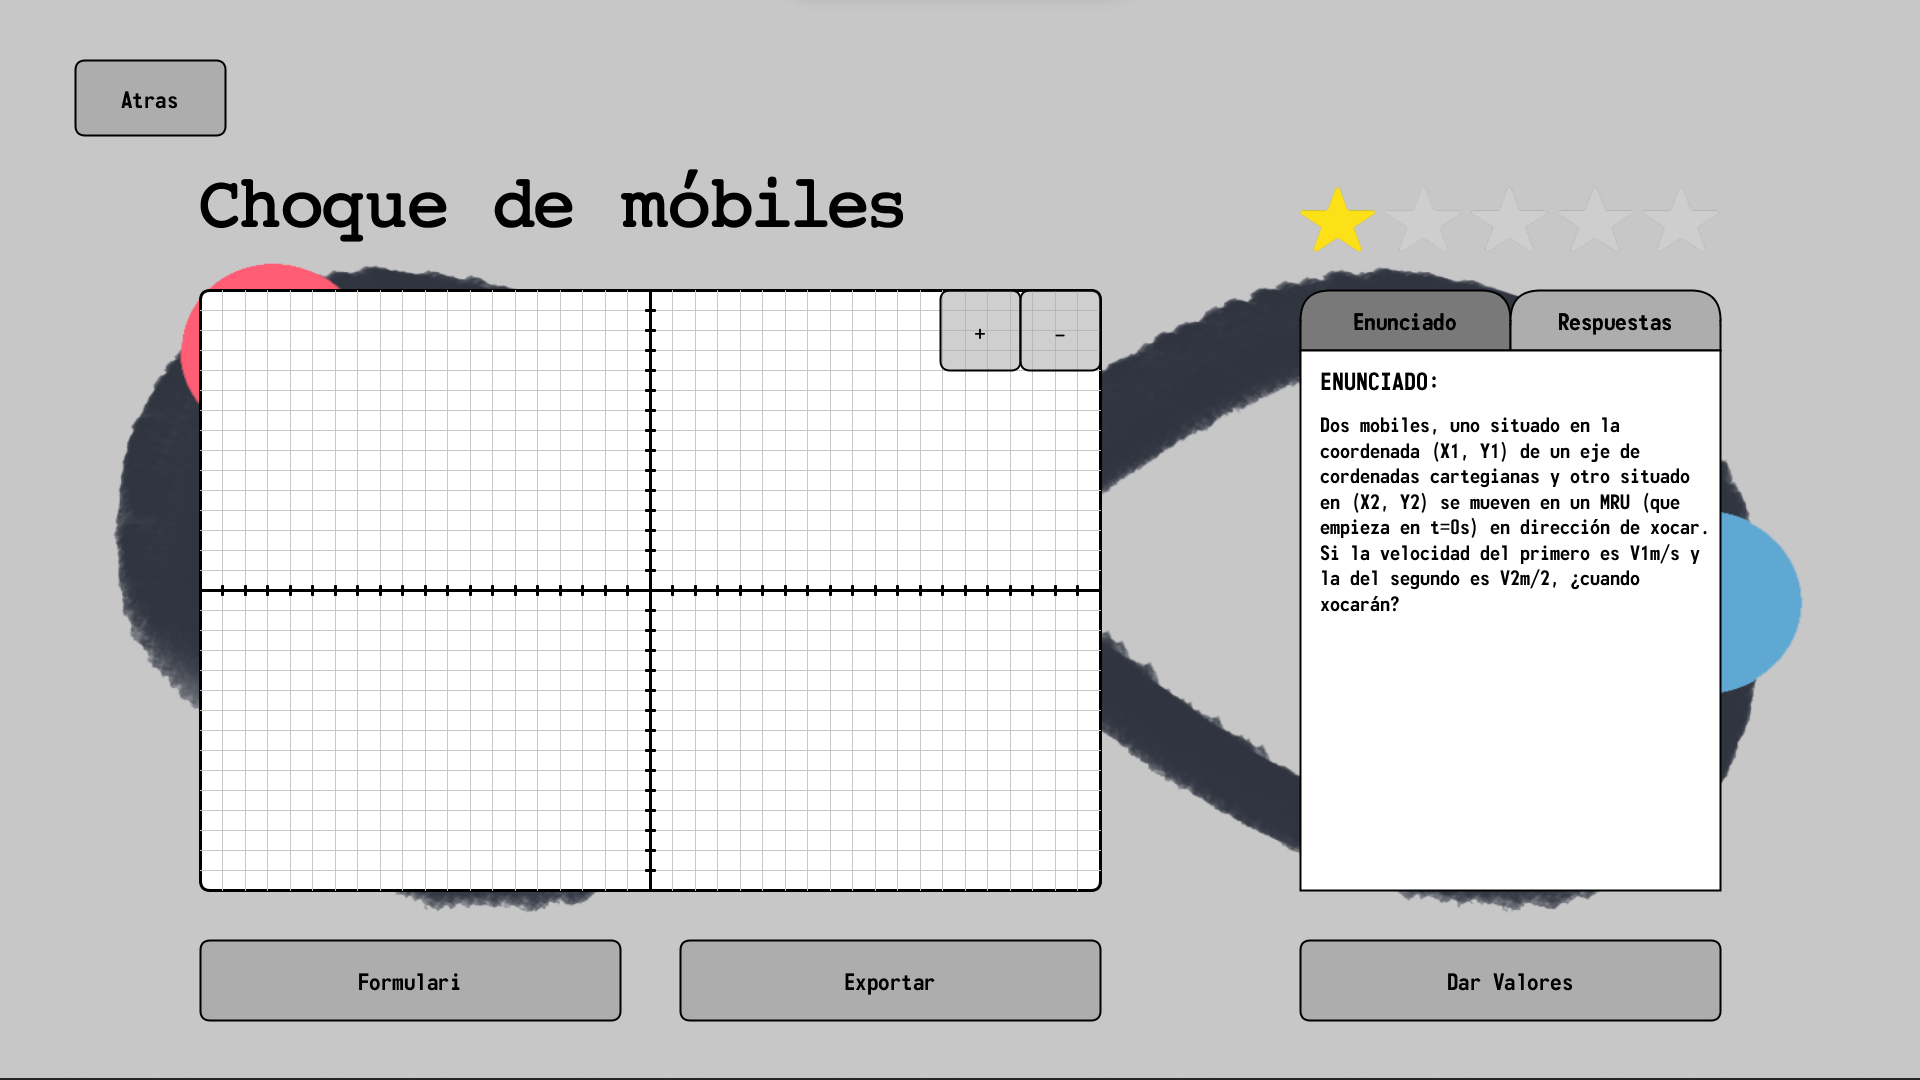 Atras
Choque de móbiles
+
-
Enunciado
Respuestas
ENUNCIADO:
Dos mobiles, uno situado en la
coordenada (X1, Y1) de un eje de
cordenadas cartegianas y otro situado
en (X2, Y2) se mueven en un MRU (que
empieza en t=0s) en dirección de xocar.
Si la velocidad del primero es V1m/s y
la del segundo es V2m/2, ¿cuando
xocarán?
Formulari
Exportar
Dar Valores